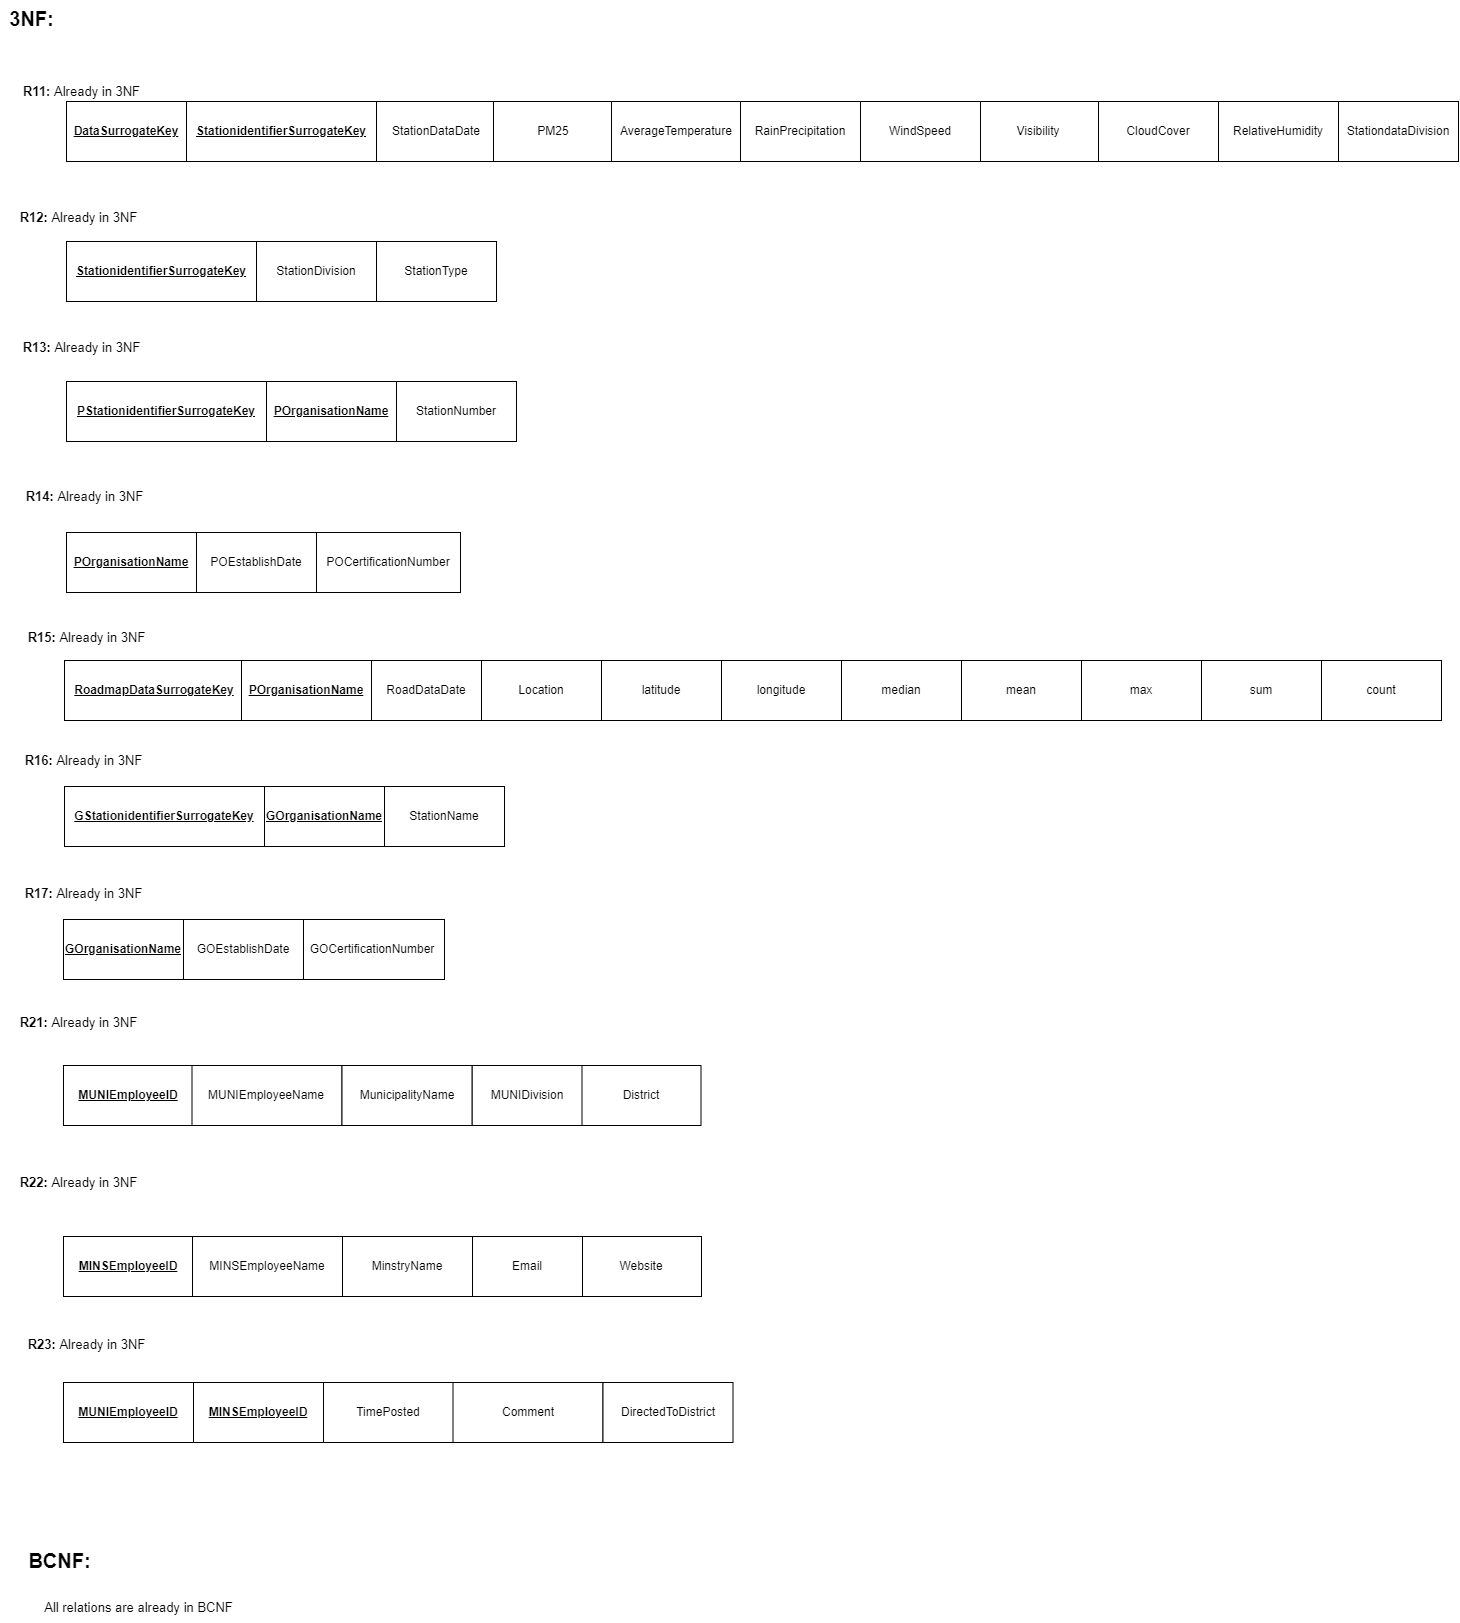 3NF:
R11: Already in 3NF
DataSurrogateKey StationidentifierSurrogateKey StationDataDate PM25 AverageTemperature RainPrecipitation WindSpeed Visibility CloudCover RelativeHumidity StationdataDivision
R12: Already in 3NF
StationidentifierSurrogateKey StationDivision StationType
R13: Already in 3NF
PStationidentifierSurrogateKey POrganisationName StationNumber
R14: Already in 3NF
POrganisationName POEstablishDate POCertificationNumber
R15: Already in 3NF
RoadmapDataSurrogateKey POrganisationName RoadDataDate Location latitude longitude median mean max sum count
R16: Already in 3NF
GStationidentifierSurrogateKey GOrganisationName StationName
R17: Already in 3NF
GOrganisationName GOEstablishDate GOCertificationNumber
R21: Already in 3NF
MUNIEmployeeID MUNIEmployeeName MunicipalityName MUNIDivision District
R22: Already in 3NF
MINSEmployeeID MINSEmployeeName MinstryName Email Website
R23: Already in 3NF
MUNIEmployeeID MINSEmployeeID TimePosted Comment DirectedToDistrict
BCNF:
All relations are already in BCNF